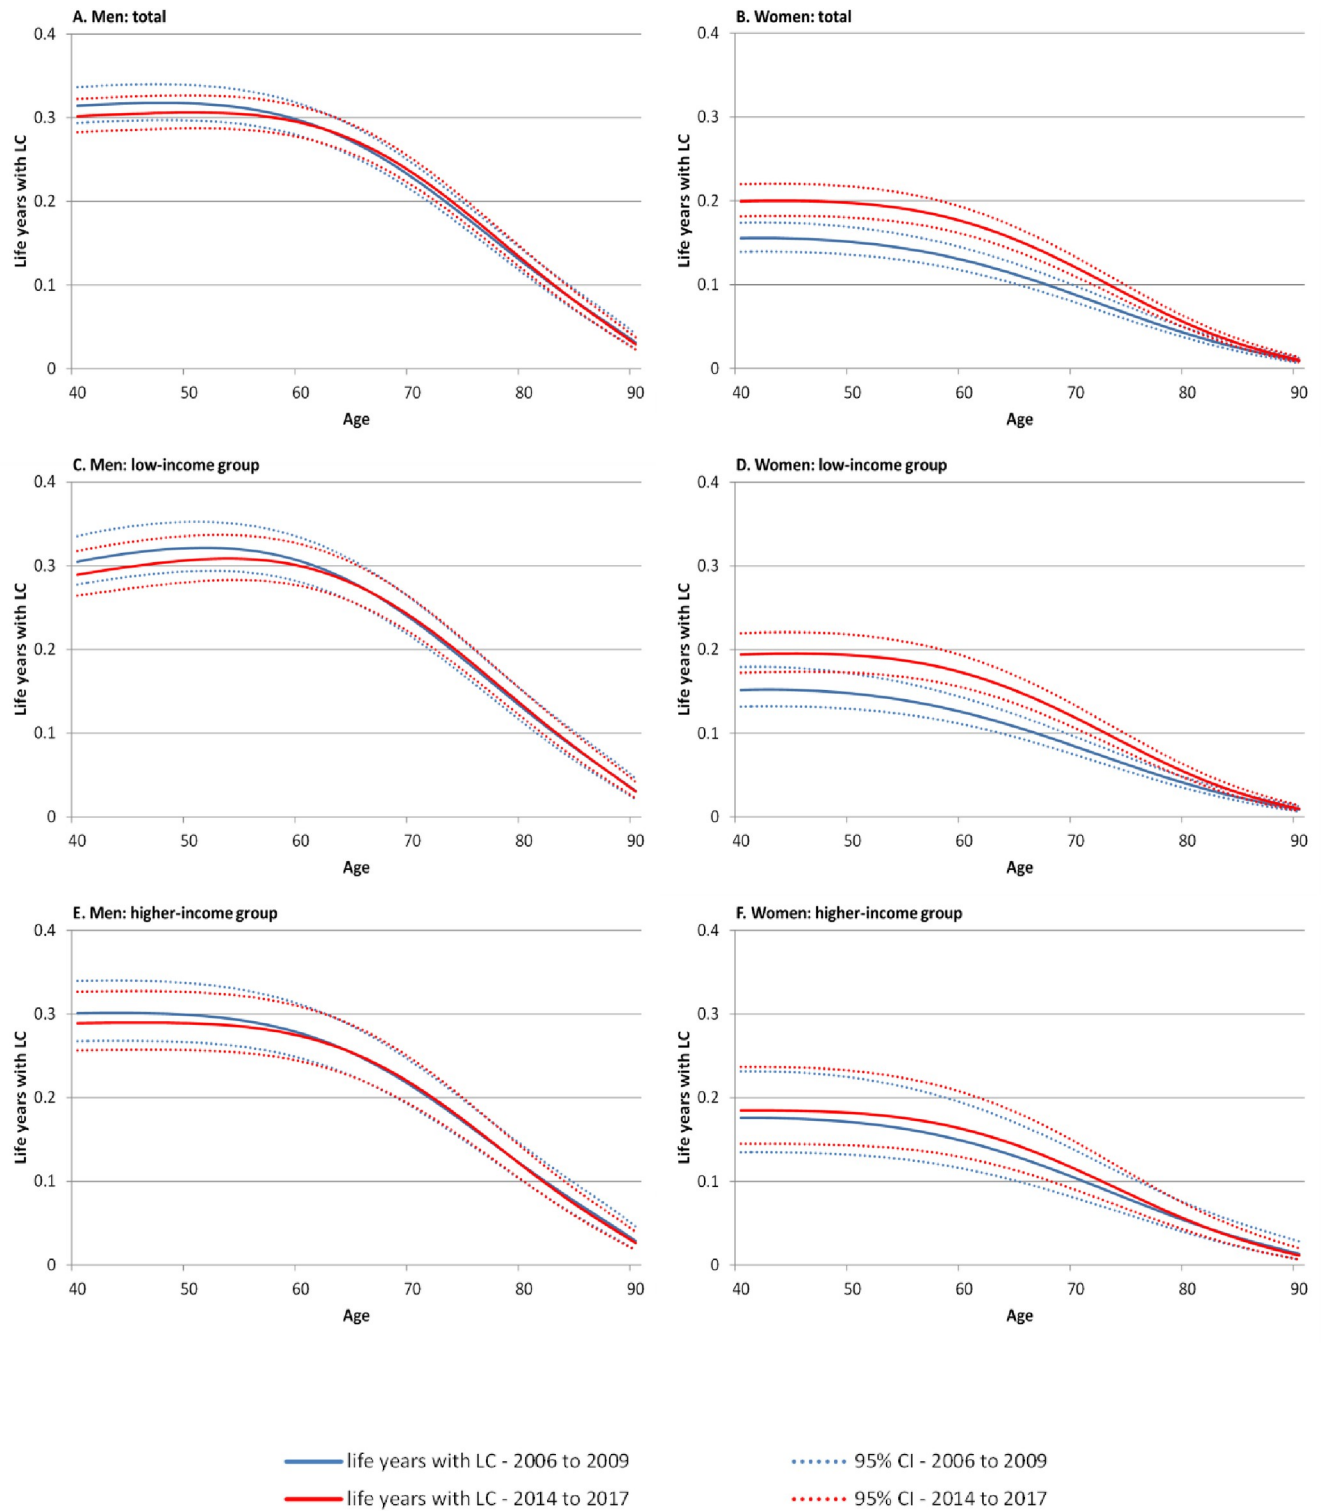 A. Men: total
B. Women: total
0.4
0.3
0.2
0.1
0
Life years with LC
40 50 60 70 80 90
Age
0.4
0.3
0.2
0.1
0
Life years with LC
40 50 60 70 80 90
Age
C. Men: low-income group
D. Women: low-income group
0.4
0.3
0.2
0.1
0
Life years with LC
40 50 60 70 80 90
Age
0.4
0.3
0.2
0.1
0
Life years with LC
40 50 60 70 80 90
Age
E. Men: higher-income group
F. Women: higher-income group
0.4
0.3
0.2
0.1
0
Life years with LC
40 50 60 70 80 90
Age
0.4
0.3
0.2
0.1
0
Life years with LC
40 50 60 70 80 90
Age
life years with LC - 2006 to 2009
95% CI - 2006 to 2009
life years with LC - 2014 to 2017
95% CI - 2014 to 2017